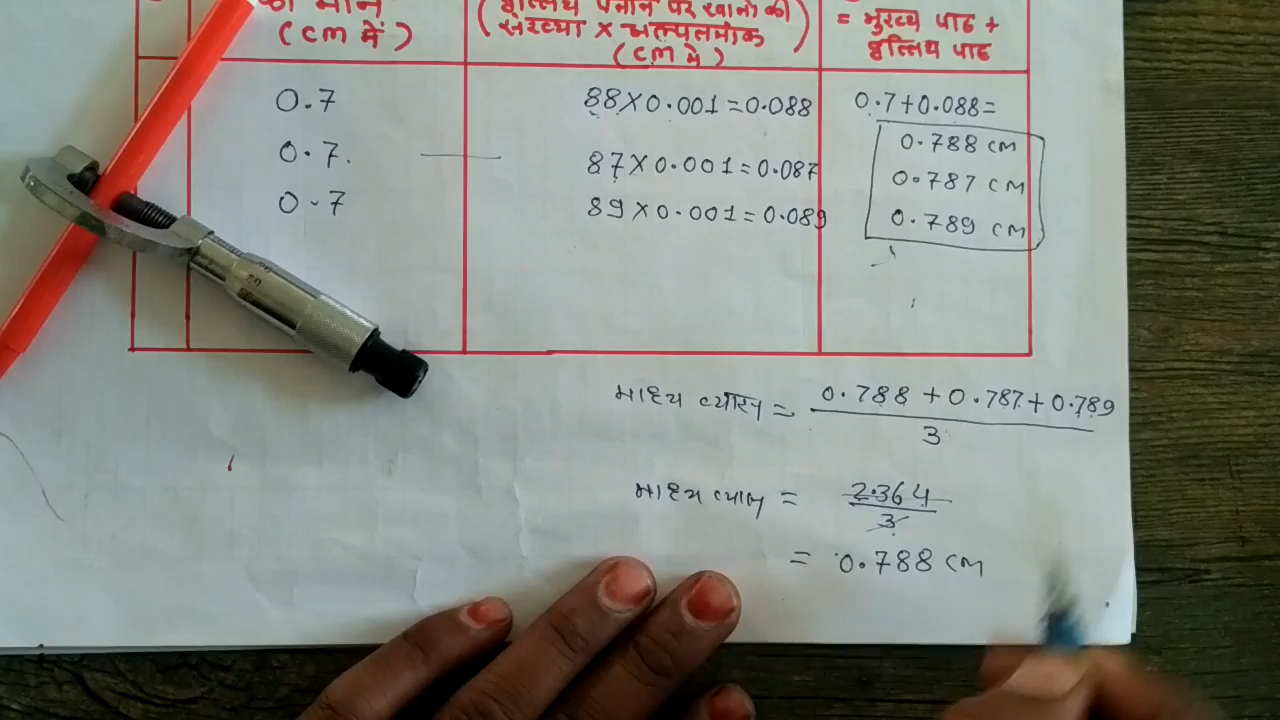 का मान
(cm में)
(वृत्तिय पैमाने पर खानों की
संख्या × अल्पतमांक)
(cm में)
= मुख्य पाठ +
वृत्तिय पाठ
0.7
88×0.001=0.088
0.7+0.088=
0.788 cm
0.7.
87×0.001=0.087
0.787 cm
0.7
89×0.001=0.089
0.789 cm
माध्य व्यास = 0.788+0.787+0.789
3
माध्य व्यास = 2.364
3
= 0.788 cm